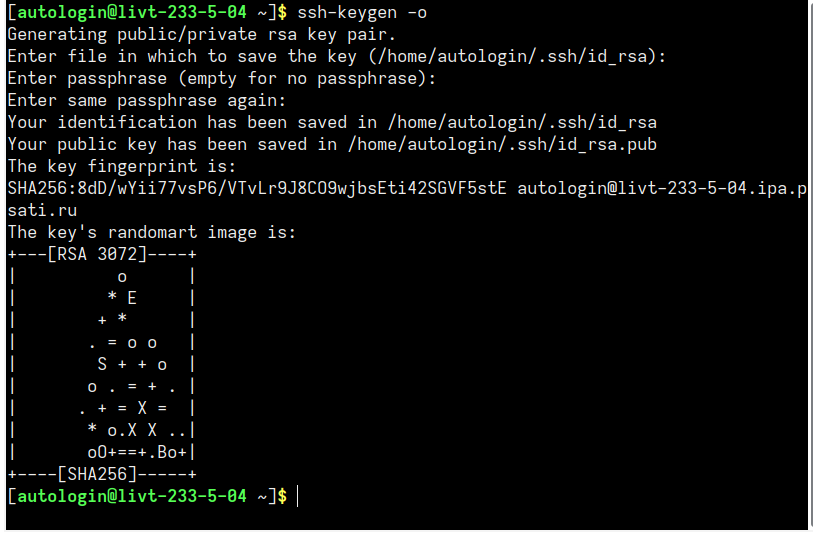 [autologin@livt-233-5-04 ~]$ ssh-keygen -o
Generating public/private rsa key pair.
Enter file in which to save the key (/home/autologin/.ssh/id_rsa):
Enter passphrase (empty for no passphrase):
Enter same passphrase again:
Your identification has been saved in /home/autologin/.ssh/id_rsa
Your public key has been saved in /home/autologin/.ssh/id_rsa.pub
The key fingerprint is:
SHA256:8dD/wYii77vsP6/VTvLr9J8CO9wjbsEti42SGVF5stE autologin@livt-233-5-04.ipa.p
sati.ru
The key's randomart image is:
+---[RSA 3072]----+
|          o      |
|         * E     |
|        + *      |
|       . = o o   |
|        S + + o  |
|       o . = + . |
|      . + = X =  |
|       * o.X X ..|
|       oO+==+.Bo+|
+----[SHA256]-----+
[autologin@livt-233-5-04 ~]$